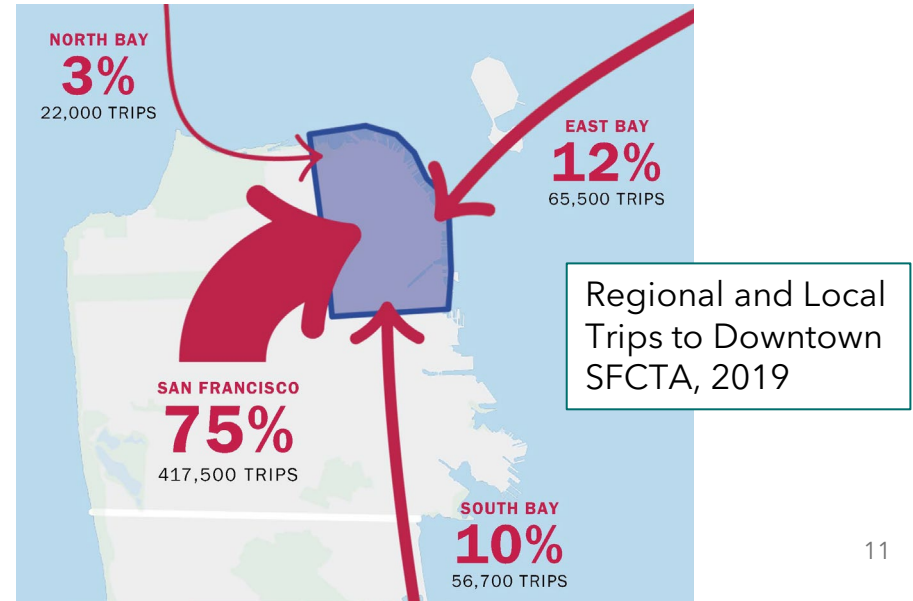 NORTH BAY
3%
22,000 TRIPS
EAST BAY
12%
65,500 TRIPS
Regional and Local
Trips to Downtown
SFCTA, 2019
SAN FRANCISCO
75%
417,500 TRIPS
SOUTH BAY
10%
56,700 TRIPS
11